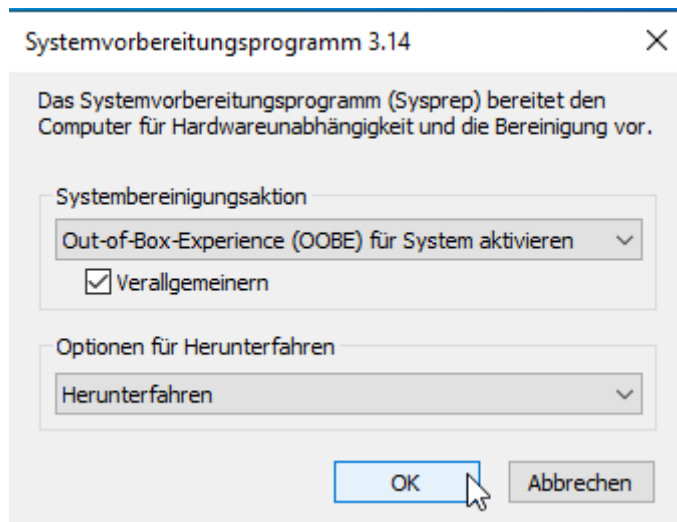 Systemvorbereitungsprogramm 3.14
Das Systemvorbereitungsprogramm (Sysprep) bereitet den
Computer für Hardwareunabhängigkeit und die Bereinigung vor.
Systembereinigungsaktion
Out-of-Box-Experience (OOBE) für System aktivieren
Verallgemeinern
Optionen für Herunterfahren
Herunterfahren
OK Abbrechen